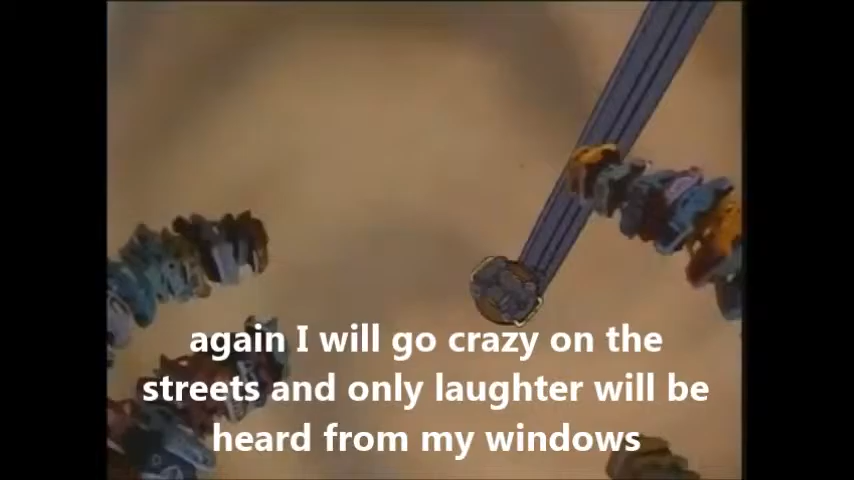 again I will go crazy on the
streets and only laughter will be
heard from my windows